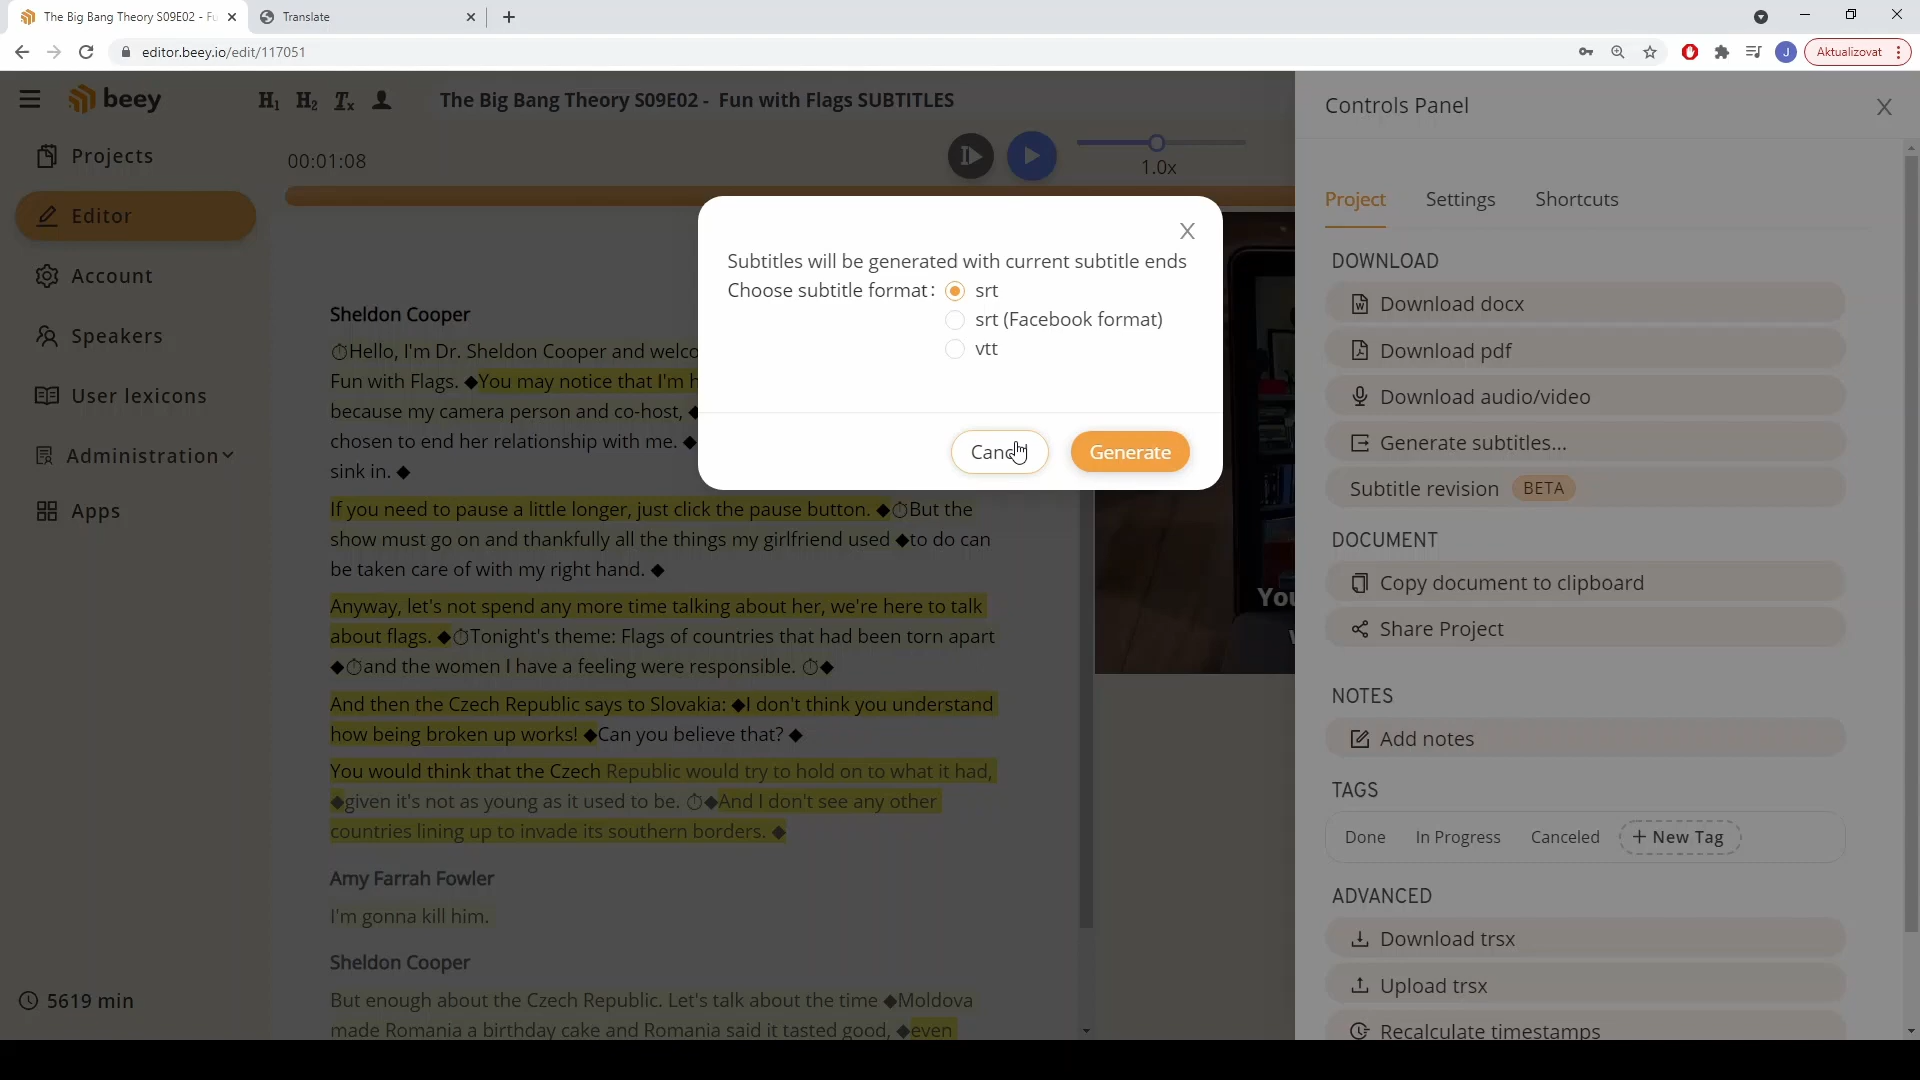 The Big Bang Theory S09E02 - Fu
Translate
editor.beey.io/edit/117051
J
Aktualizovat
beey
H1 H2 Tx
The Big Bang Theory S09E02 - Fun with Flags SUBTITLES
Controls Panel
X
Projects
Editor
Account
Speakers
User lexicons
Administration
Apps
5619 min
00:01:08
1.0x
Sheldon Cooper
Hello, I'm Dr. Sheldon Cooper and welco
Fun with Flags. ◆You may notice that I'm h
because my camera person and co-host, ◆
chosen to end her relationship with me. ◆
sink in. ◆
If you need to pause a little longer, just click the pause button. ◆⏱But the
show must go on and thankfully all the things my girlfriend used ◆to do can
be taken care of with my right hand. ◆
Anyway, let's not spend any more time talking about her, we're here to talk
about flags. ◆⏱Tonight's theme: Flags of countries that had been torn apart
◆⏱and the women I have a feeling were responsible. ⏱◆
And then the Czech Republic says to Slovakia: ◆I don't think you understand
how being broken up works! ◆Can you believe that? ◆
You would think that the Czech Republic would try to hold on to what it had,
◆given it's not as young as it used to be. ⏱◆And I don't see any other
countries lining up to invade its southern borders. ◆
Amy Farrah Fowler
I'm gonna kill him.
Sheldon Cooper
But enough about the Czech Republic. Let's talk about the time ◆Moldova
made Romania a birthday cake and Romania said it tasted good, ◆even
X
Subtitles will be generated with current subtitle ends
Choose subtitle format: srt
srt (Facebook format)
vtt
Generate
You
Project Settings Shortcuts
DOWNLOAD
Download docx
Download pdf
Download audio/video
Generate subtitles...
Subtitle revision BETA
DOCUMENT
Copy document to clipboard
Share Project
NOTES
Add notes
TAGS
Done In Progress Canceled + New Tag
ADVANCED
Download trsx
Upload trsx
Recalculate timestamps